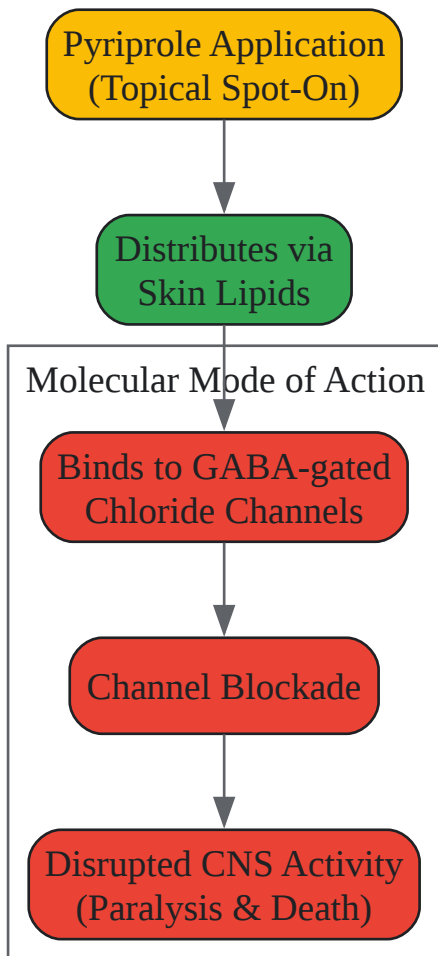 Pyriprole Application
(Topical Spot-On)
Distributes via
Skin Lipids
Molecular Mode of Action
Binds to GABA-gated
Chloride Channels
Channel Blockade
Disrupted CNS Activity
(Paralysis & Death)